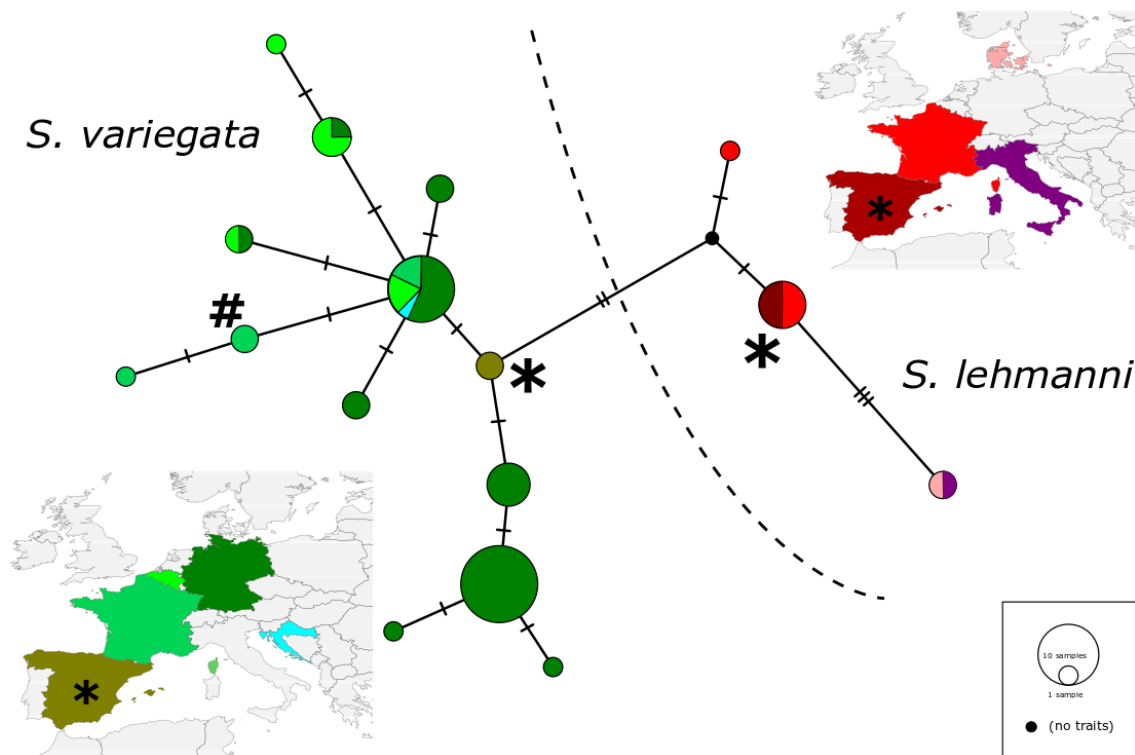 S. variegata
*
#
*
*
S. lehmanni
*
10 samples
1 sample
(no traits)